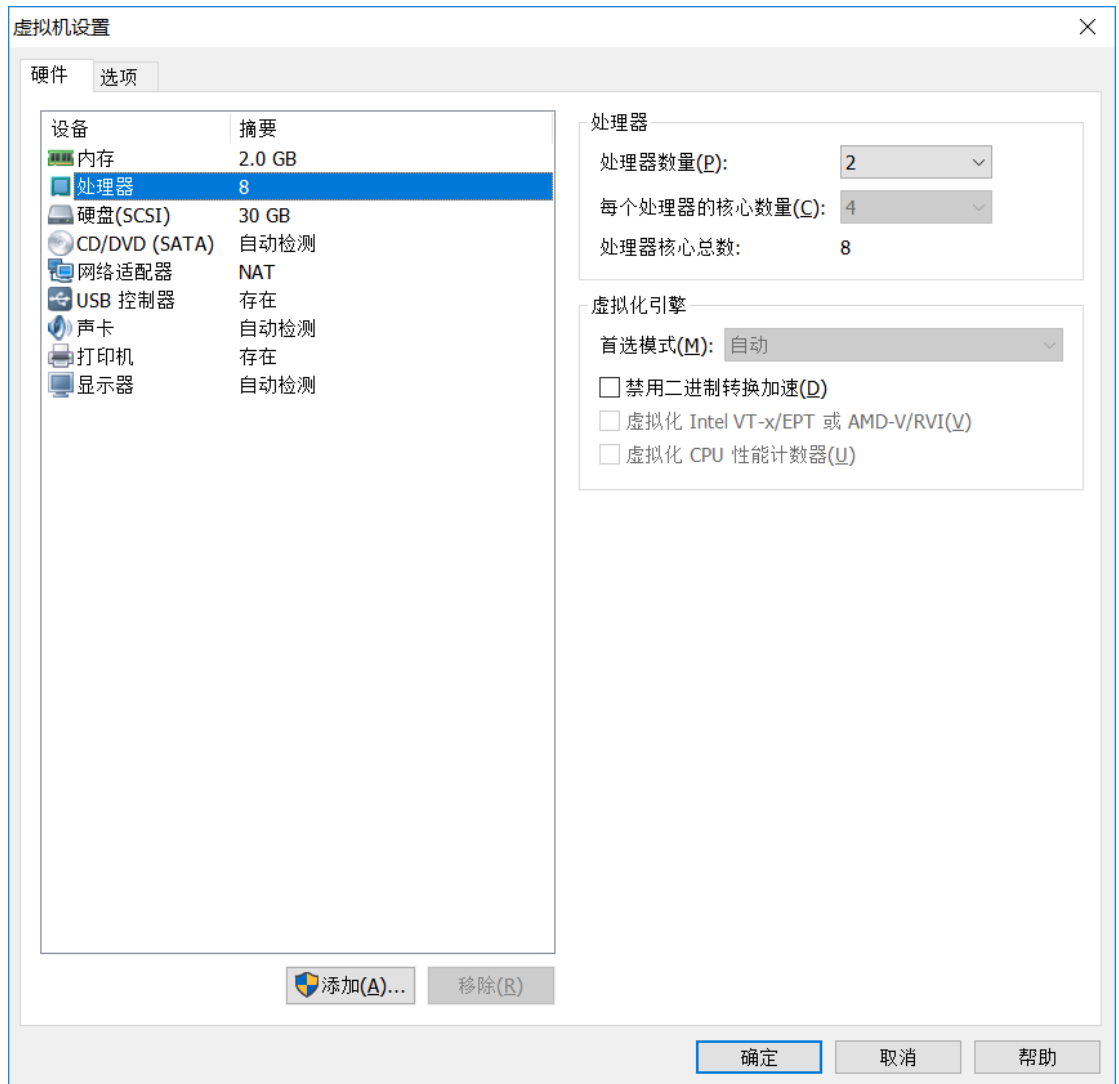 虚拟机设置
硬件 选项
设备 摘要
内存 2.0 GB
处理器 8
硬盘(SCSI) 30 GB
CD/DVD (SATA) 自动检测
网络适配器 NAT
USB 控制器 存在
声卡 自动检测
打印机 存在
显示器 自动检测
添加(A)... 移除(R)
处理器
处理器数量(P): 2
每个处理器的核心数量(C): 4
处理器核心总数: 8
虚拟化引擎
首选模式(M): 自动
禁用二进制转换加速(D)
虚拟化 Intel VT-x/EPT 或 AMD-V/RVI(V)
虚拟化 CPU 性能计数器(U)
确定 取消 帮助